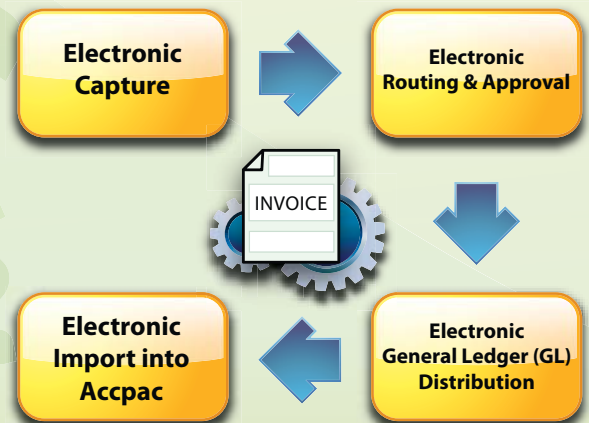 Electronic
Capture
Electronic
Routing & Approval
INVOICE
Electronic
Import into
Accpac
Electronic
General Ledger (GL)
Distribution